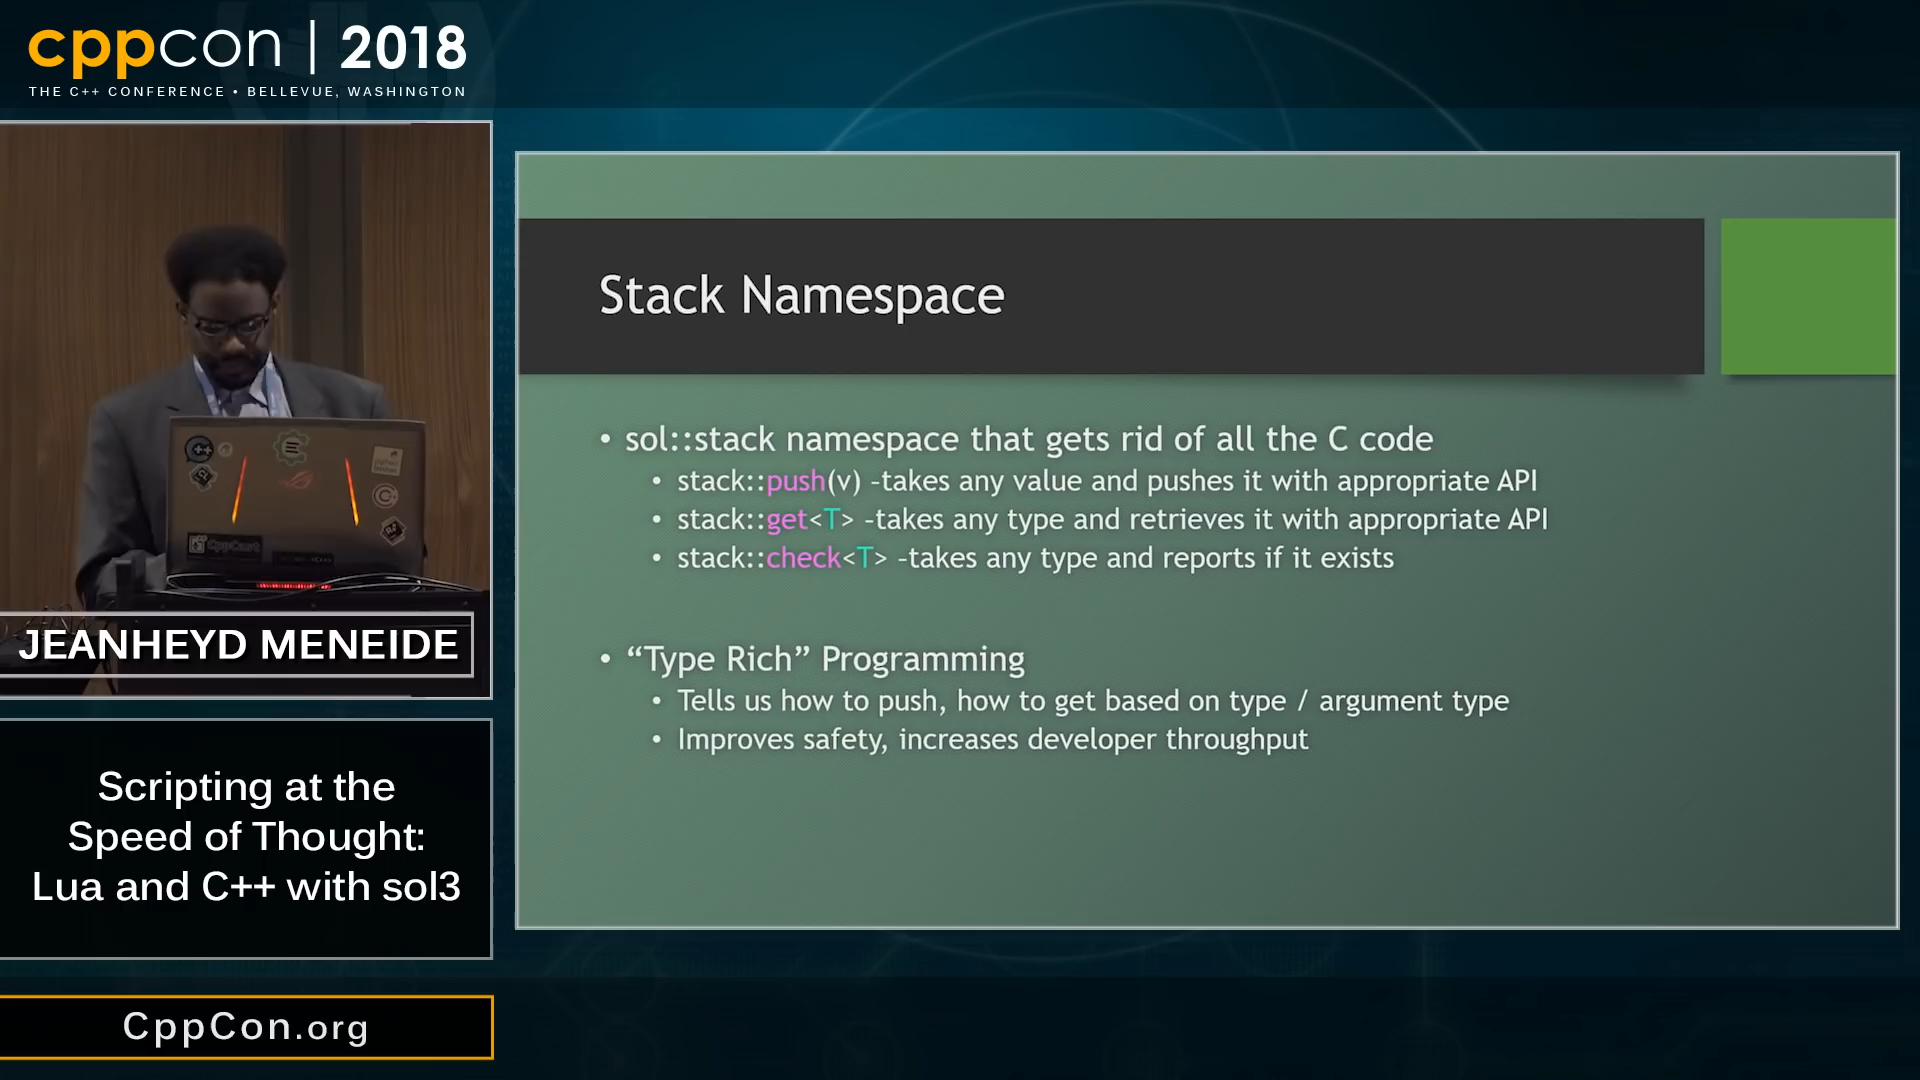 cppcon | 2018
THE C++ CONFERENCE • BELLEVUE, WASHINGTON
C++
CppCast
JEANHEYD MENEIDE
Scripting at the
Speed of Thought:
Lua and C++ with sol3
CppCon.org
Stack Namespace
• sol::stack namespace that gets rid of all the C code
• stack::push(v) –takes any value and pushes it with appropriate API
• stack::get<T> –takes any type and retrieves it with appropriate API
• stack::check<T> –takes any type and reports if it exists
• “Type Rich” Programming
• Tells us how to push, how to get based on type / argument type
• Improves safety, increases developer throughput